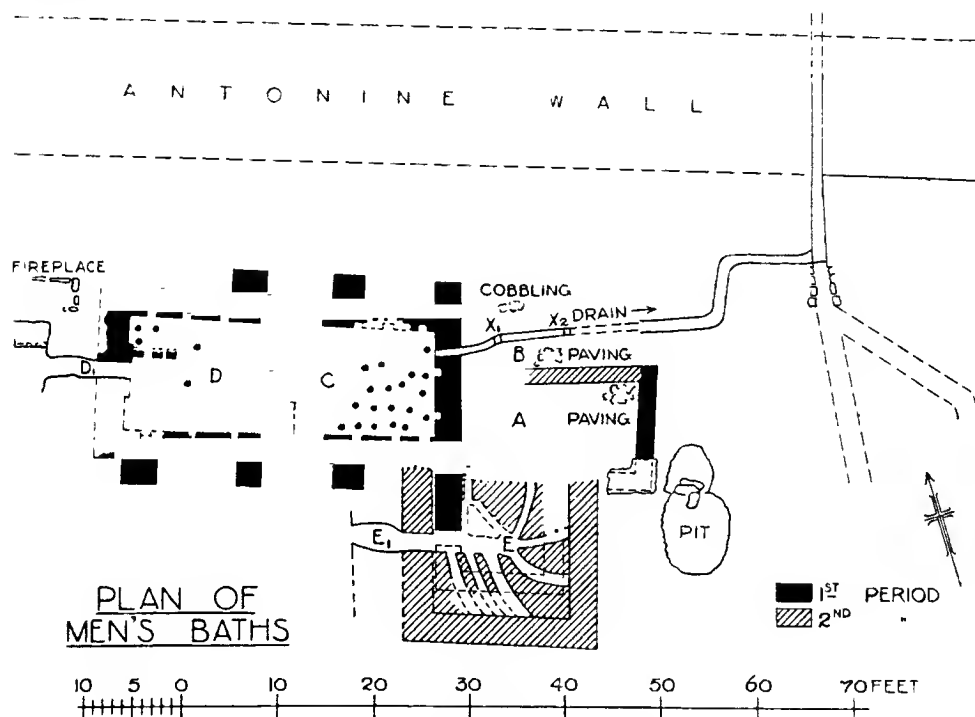 ANTONINE WALL
FIREPLACE
COBBLING
X1 X2 DRAIN →
B PAVING
D1 D C
A PAVING
E1 E
PIT
PLAN OF
MEN'S BATHS
1ST PERIOD
2ND "
10 5 0 10 20 30 40 50 60 70 FEET